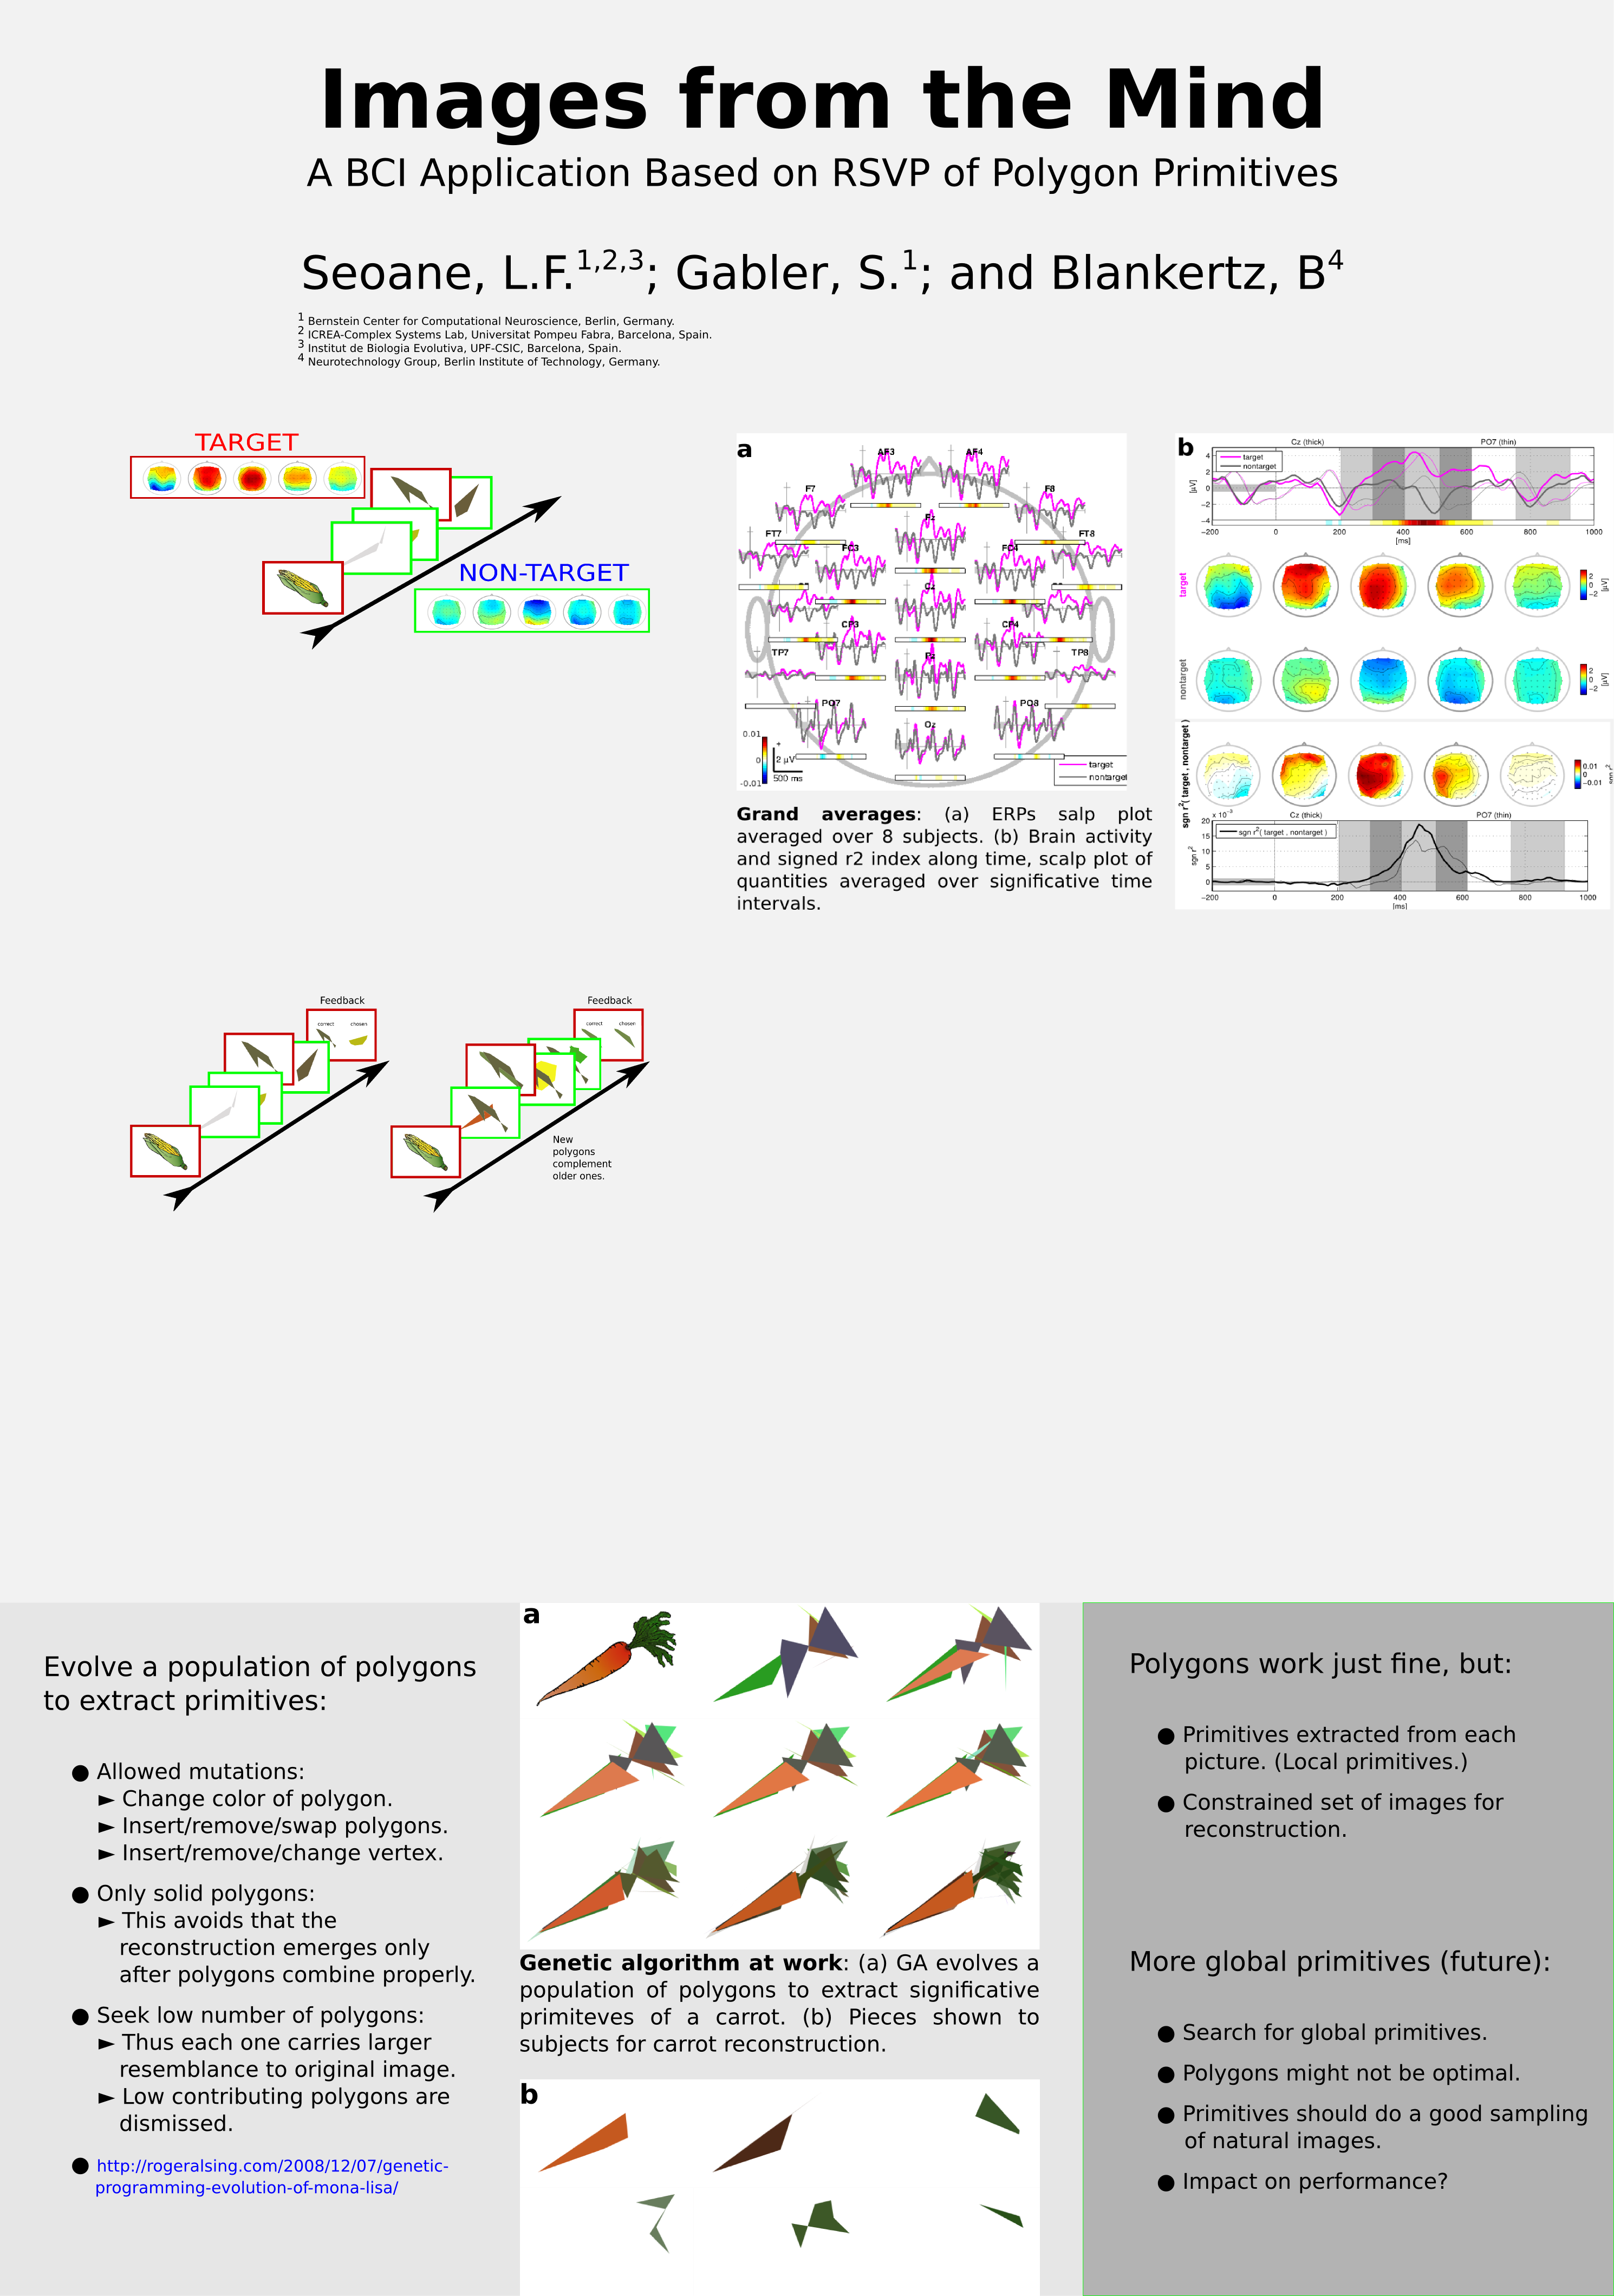 Images from the Mind
A BCI Application Based on RSVP of Polygon Primitives
Seoane, L.F.1,2,3; Gabler, S.1; and Blankertz, B4
1 Bernstein Center for Computational Neuroscience, Berlin, Germany.
2 ICREA-Complex Systems Lab, Universitat Pompeu Fabra, Barcelona, Spain.
3 Institut de Biologia Evolutiva, UPF-CSIC, Barcelona, Spain.
4 Neurotechnology Group, Berlin Institute of Technology, Germany.
TARGET
NON-TARGET
a
AF3 AF4
F7 Fz F8
FT7 FC3 FC4 FT8
Cz
CP3 CP4
TP7 Pz TP8
PO7 Oz PO8
0.01
0
-0.01
+
2 µV
500 ms
target
nontarget
Grand averages: (a) ERPs salp plot
averaged over 8 subjects. (b) Brain activity
and signed r2 index along time, scalp plot of
quantities averaged over significative time
intervals.
b
Cz (thick) PO7 (thin)
target
nontarget
[µV]
4
2
0
−2
−4
−200 0 200 400 600 800 1000
[ms]
target
2
0
−2
[µV]
nontarget
2
0
−2
[µV]
sgn r2( target , nontarget )
0.01
0
−0.01
x 10−3 Cz (thick) PO7 (thin)
sgn r2( target , nontarget )
sgn r2
20
15
10
5
0
−200 0 200 400 600 800 1000
[ms]
Feedback
correct chosen
Feedback
correct chosen
New
polygons
complement
older ones.
Evolve a population of polygons
to extract primitives:
● Allowed mutations:
► Change color of polygon.
► Insert/remove/swap polygons.
► Insert/remove/change vertex.
● Only solid polygons:
► This avoids that the
reconstruction emerges only
after polygons combine properly.
● Seek low number of polygons:
► Thus each one carries larger
resemblance to original image.
► Low contributing polygons are
dismissed.
● http://rogeralsing.com/2008/12/07/genetic-
programming-evolution-of-mona-lisa/
a
Genetic algorithm at work: (a) GA evolves a
population of polygons to extract significative
primiteves of a carrot. (b) Pieces shown to
subjects for carrot reconstruction.
b
Polygons work just fine, but:
● Primitives extracted from each
picture. (Local primitives.)
● Constrained set of images for
reconstruction.
More global primitives (future):
● Search for global primitives.
● Polygons might not be optimal.
● Primitives should do a good sampling
of natural images.
● Impact on performance?